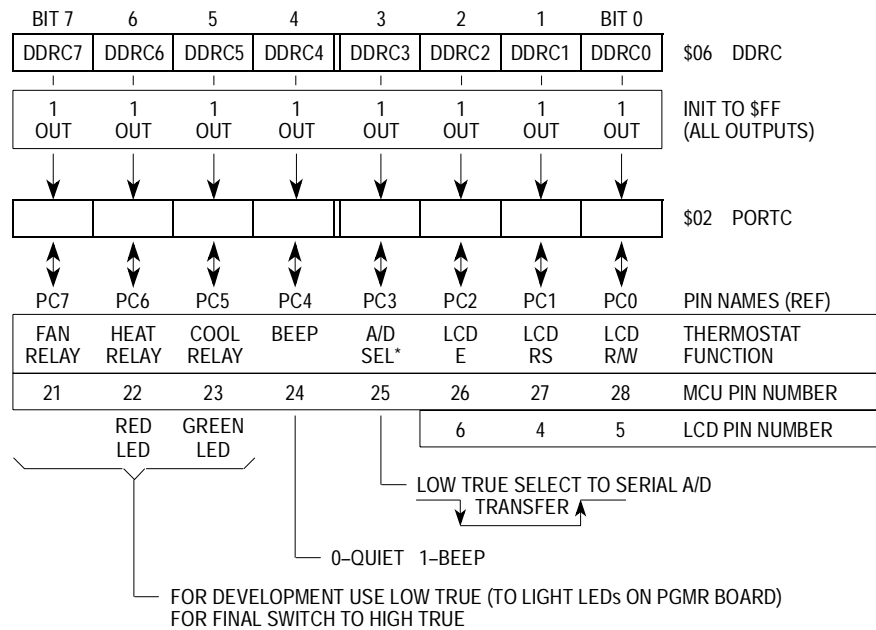 BIT 7 6 5 4 3 2 1 BIT 0
DDRC7 DDRC6 DDRC5 DDRC4 DDRC3 DDRC2 DDRC1 DDRC0 $06 DDRC
1 1 1 1 1 1 1 1 INIT TO $FF
OUT OUT OUT OUT OUT OUT OUT OUT (ALL OUTPUTS)
$02 PORTC
PC7 PC6 PC5 PC4 PC3 PC2 PC1 PC0 PIN NAMES (REF)
FAN HEAT COOL BEEP A/D LCD LCD LCD THERMOSTAT
RELAY RELAY RELAY SEL* E RS R/W FUNCTION
21 22 23 24 25 26 27 28 MCU PIN NUMBER
RED GREEN 6 4 5 LCD PIN NUMBER
LED LED
LOW TRUE SELECT TO SERIAL A/D
TRANSFER
0–QUIET 1–BEEP
FOR DEVELOPMENT USE LOW TRUE (TO LIGHT LEDs ON PGMR BOARD)
FOR FINAL SWITCH TO HIGH TRUE